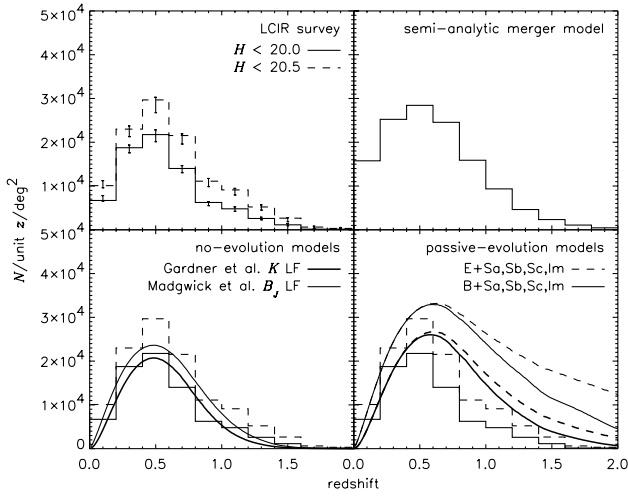 LCIR survey
H < 20.0
H < 20.5
semi-analytic merger model
5×10⁴
4×10⁴
3×10⁴
2×10⁴
1×10⁴
N/unit z/deg²
no-evolution models
Gardner et al. K LF
Madgwick et al. B_J LF
passive-evolution models
E+Sa,Sb,Sc,Im
B+Sa,Sb,Sc,Im
5×10⁴
4×10⁴
3×10⁴
2×10⁴
1×10⁴
0
0.0 0.5 1.0 1.5 0.0 0.5 1.0 1.5 2.0
redshift